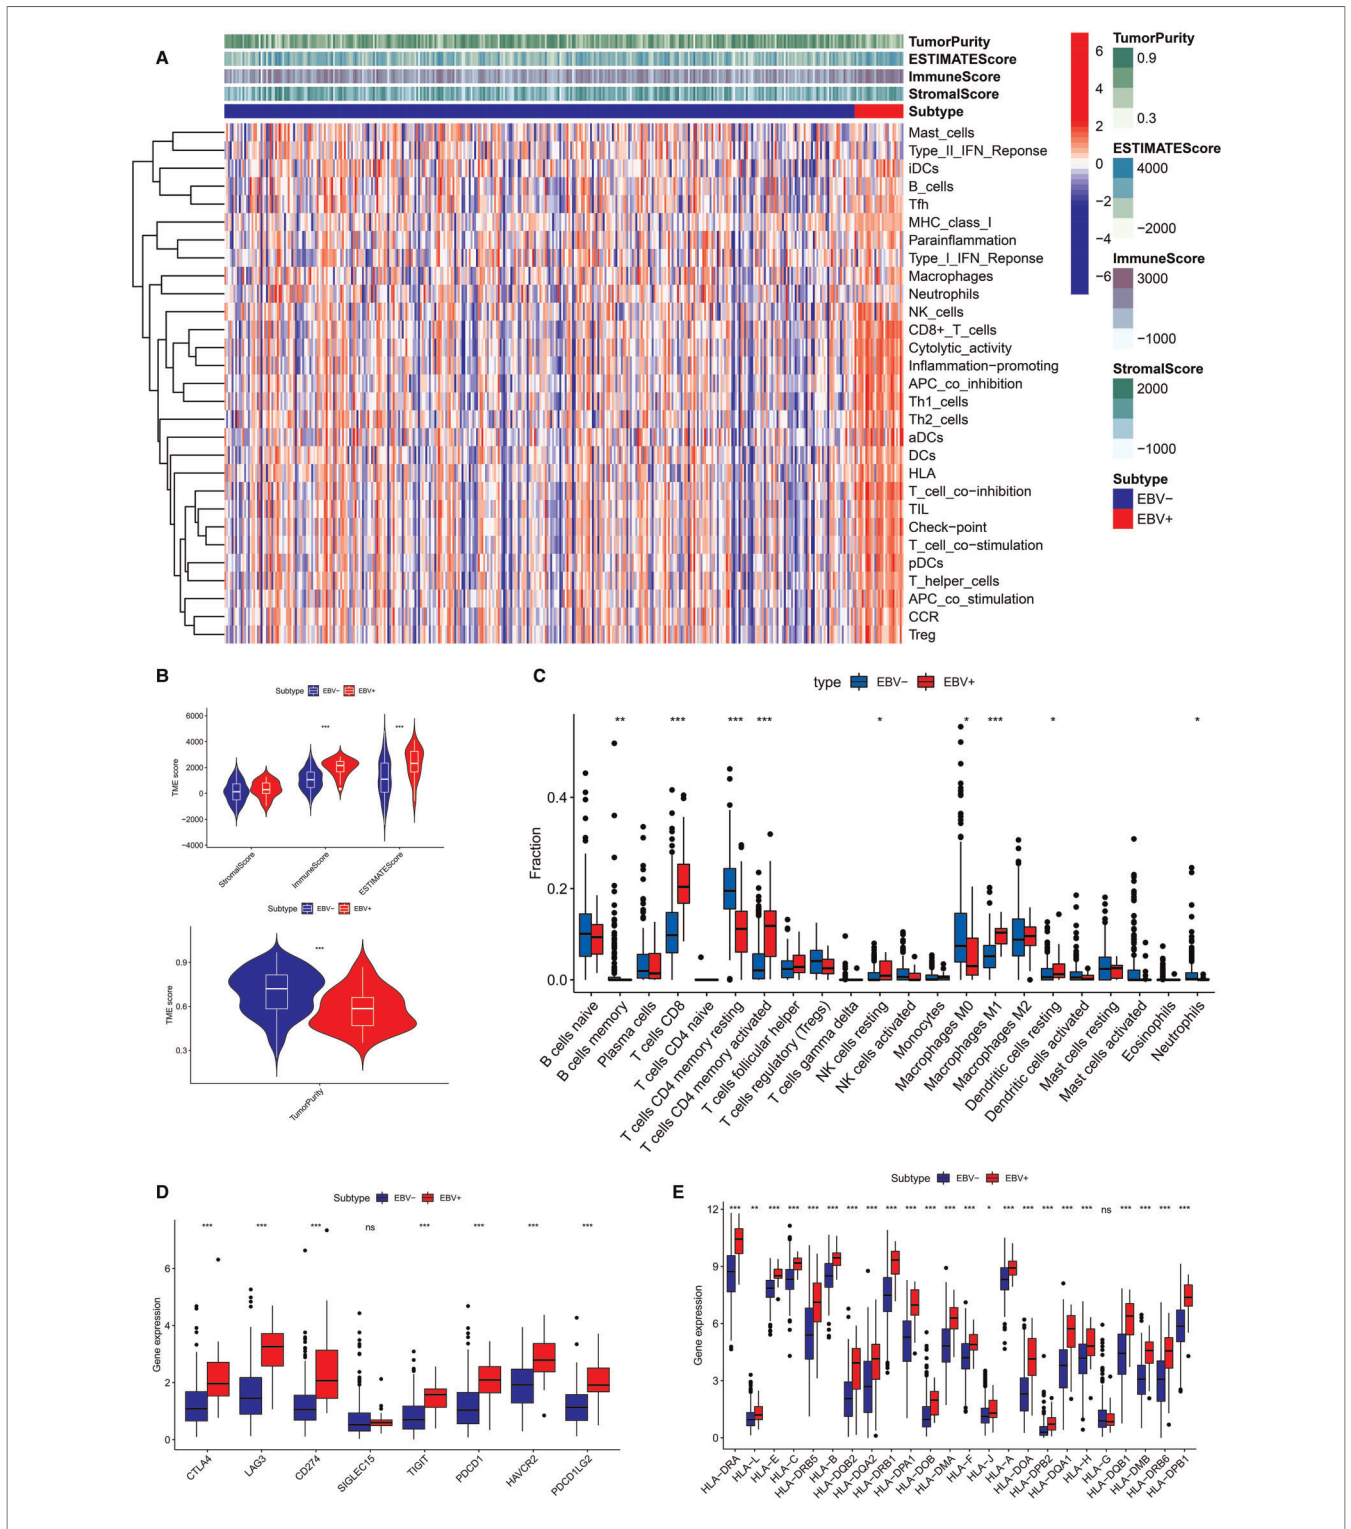 A
TumorPurity
ESTIMATEScore
ImmuneScore
StromalScore
Subtype
Mast_cells
Type_II_IFN_Reponse
iDCs
B_cells
Tfh
MHC_class_I
Parainflammation
Type_I_IFN_Reponse
Macrophages
Neutrophils
NK_cells
CD8+_T_cells
Cytolytic_activity
Inflammation−promoting
APC_co_inhibition
Th1_cells
Th2_cells
aDCs
DCs
HLA
T_cell_co−inhibition
TIL
Check−point
T_cell_co−stimulation
pDCs
T_helper_cells
APC_co_stimulation
CCR
Treg
6
4
2
0
−2
−4
−6
TumorPurity
0.9
0.3
ESTIMATEScore
4000
−2000
ImmuneScore
3000
−1000
StromalScore
2000
−1000
Subtype
EBV−
EBV+
B
Subtype EBV− EBV+
TME score
6000
4000
2000
0
−2000
−4000
*** ***
StromalScore
ImmuneScore
ESTIMATEScore
Subtype EBV− EBV+
TME score
0.9
0.6
0.3
***
TumorPurity
C
type EBV− EBV+
** *** *** *** * * *** * *
Fraction
0.4
0.2
0.0
B cells naive
B cells memory
Plasma cells
T cells CD8
T cells CD4 naive
T cells CD4 memory resting
T cells CD4 memory activated
T cells follicular helper
T cells regulatory (Tregs)
T cells gamma delta
NK cells resting
NK cells activated
Monocytes
Macrophages M0
Macrophages M1
Macrophages M2
Dendritic cells resting
Dendritic cells activated
Mast cells resting
Mast cells activated
Eosinophils
Neutrophils
D
Subtype EBV− EBV+
*** *** *** ns *** *** *** ***
Gene expression
6
4
2
0
CTLA4
LAG3
CD274
SIGLEC15
TIGIT
PDCD1
HAVCR2
PDCD1LG2
E
Subtype EBV− EBV+
*** ** *** *** *** *** *** *** *** *** *** *** *** * *** *** *** *** *** ns *** *** *** ***
Gene expression
12
9
6
3
0
HLA−DRA
HLA−L
HLA−E
HLA−C
HLA−DRB5
HLA−B
HLA−DQB2
HLA−DQA2
HLA−DRB1
HLA−DPA1
HLA−DOB
HLA−DMA
HLA−F
HLA−J
HLA−A
HLA−DOA
HLA−DPB2
HLA−DQA1
HLA−H
HLA−G
HLA−DQB1
HLA−DMB
HLA−DRB6
HLA−DPB1